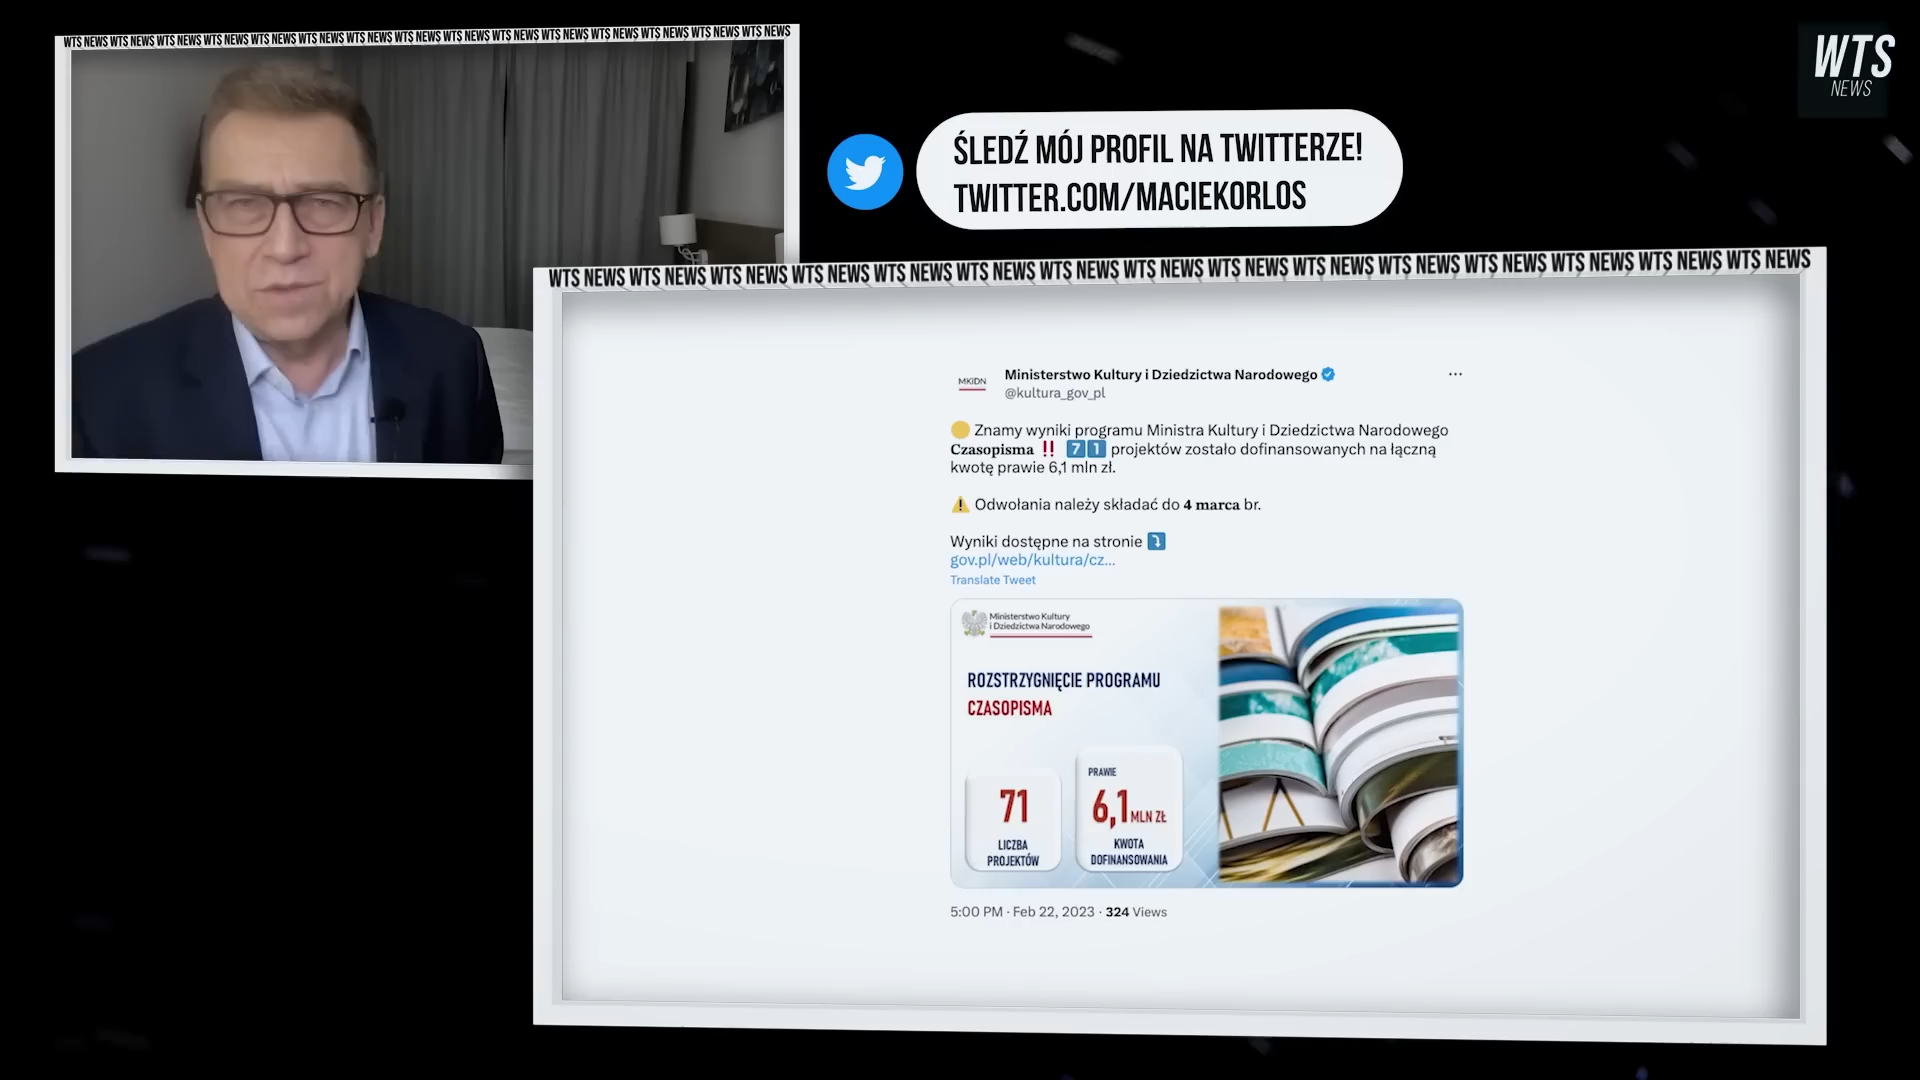 WTS NEWS WTS NEWS WTS NEWS WTS NEWS WTS NEWS WTS NEWS WTS NEWS WTS NEWS WTS NEWS WTS NEWS WTS NEWS WTS NEWS WTS NEWS WTS NEWS WTS NEWS
WTS
NEWS
ŚLEDŹ MÓJ PROFIL NA TWITTERZE!
TWITTER.COM/MACIEKORLOS
WTS NEWS WTS NEWS WTS NEWS WTS NEWS WTS NEWS WTS NEWS WTS NEWS WTS NEWS WTS NEWS WTS NEWS WTS NEWS WTS NEWS WTS NEWS WTS NEWS WTS NEWS
MKiDN
Ministerstwo Kultury i Dziedzictwa Narodowego
@kultura_gov_pl
Znamy wyniki programu Ministra Kultury i Dziedzictwa Narodowego
Czasopisma ‼ 71 projektów zostało dofinansowanych na łączną
kwotę prawie 6,1 mln zł.
⚠ Odwołania należy składać do 4 marca br.
Wyniki dostępne na stronie ⤵
gov.pl/web/kultura/cz...
Translate Tweet
Ministerstwo Kultury
i Dziedzictwa Narodowego
ROZSTRZYGNIĘCIE PROGRAMU
CZASOPISMA
71
LICZBA
PROJEKTÓW
PRAWIE
6,1 MLN ZŁ
KWOTA
DOFINANSOWANIA
5:00 PM · Feb 22, 2023 · 324 Views